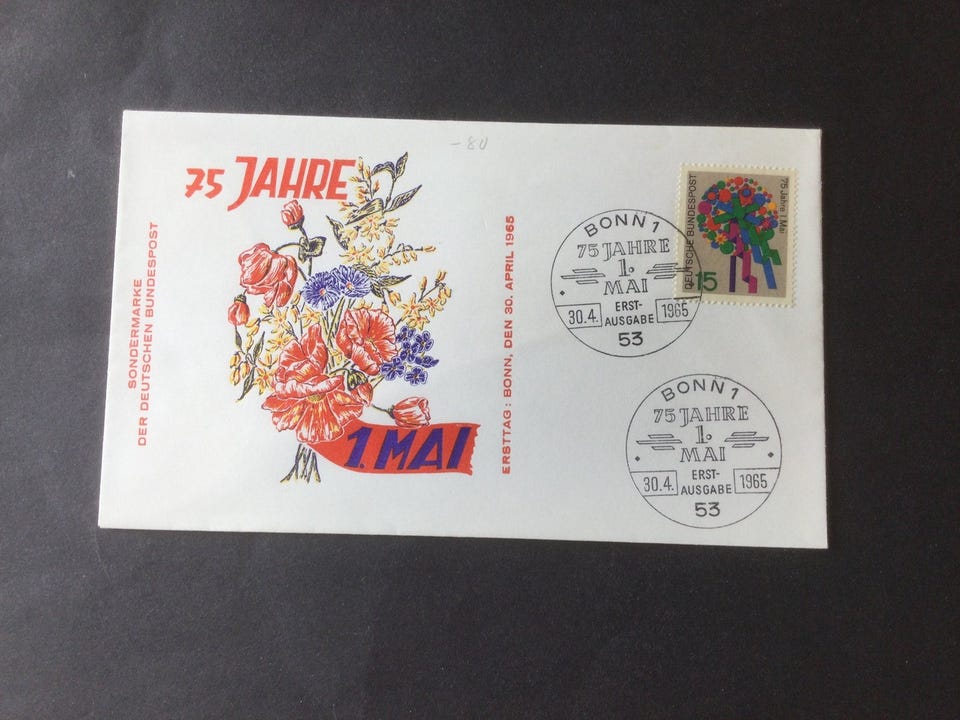 -80
75 JAHRE
SONDERMARKE
DER DEUTSCHEN BUNDESPOST
1. MAI
ERSTTAG: BONN, DEN 30. APRIL 1965
DEUTSCHE BUNDESPOST
75 Jahre 1 Mai
15
BONN 1
75 JAHRE
1.
MAI
30.4. ERST-AUSGABE 1965
53
BONN 1
75 JAHRE
1.
MAI
30.4. ERST-AUSGABE 1965
53